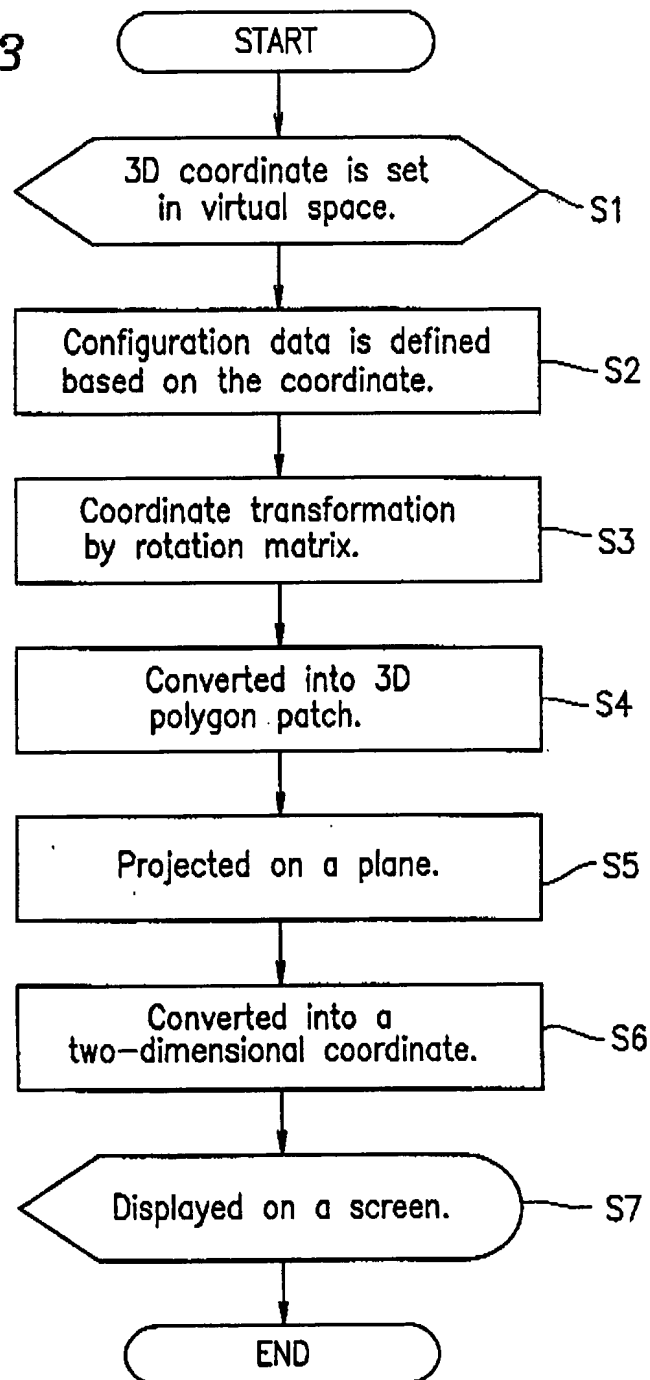 3
START
3D coordinate is set
in virtual space.
S1
Configuration data is defined
based on the coordinate.
S2
Coordinate transformation
by rotation matrix.
S3
Converted into 3D
polygon patch.
S4
Projected on a plane.
S5
Converted into a
two-dimensional coordinate.
S6
Displayed on a screen.
S7
END